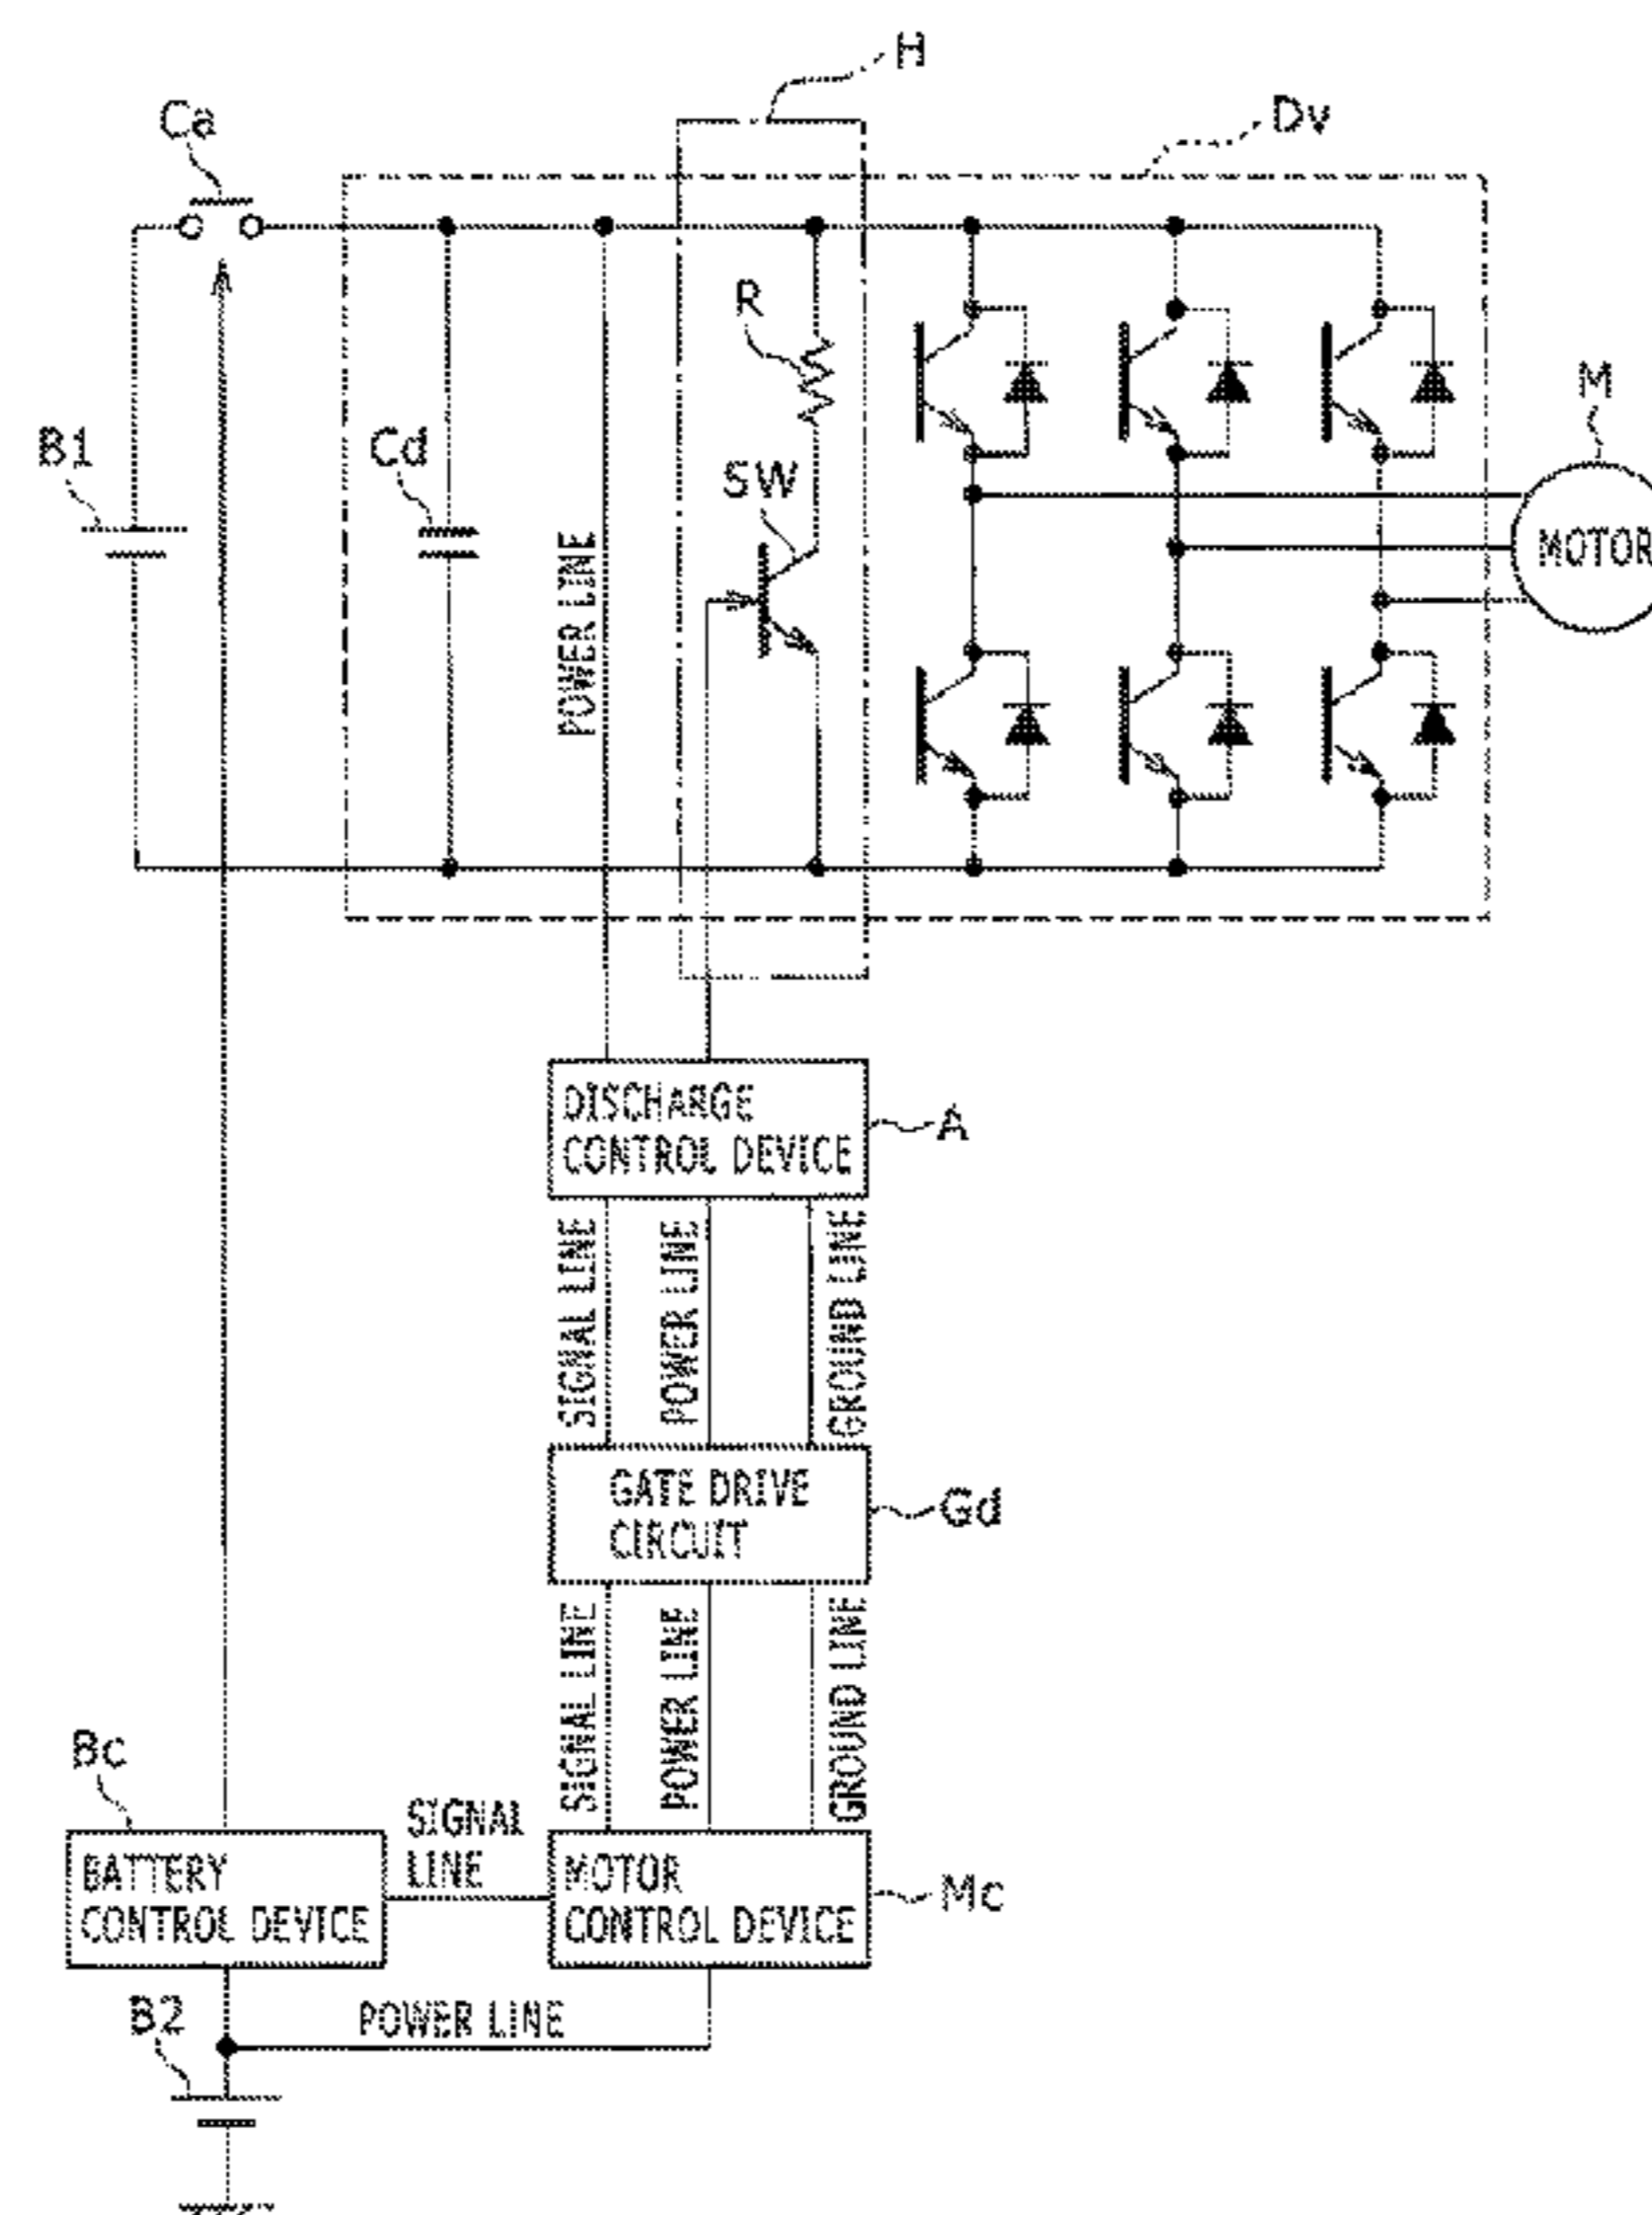 H
Ca
Dv
R
M
B1
Cd
SW
MOTOR
POWER LINE
DISCHARGE
CONTROL DEVICE
A
SIGNAL LINE
POWER LINE
GROUND LINE
GATE DRIVE
CIRCUIT
Gd
SIGNAL LINE
POWER LINE
GROUND LINE
Bc
SIGNAL
LINE
BATTERY
CONTROL DEVICE
MOTOR
CONTROL DEVICE
Mc
B2
POWER LINE